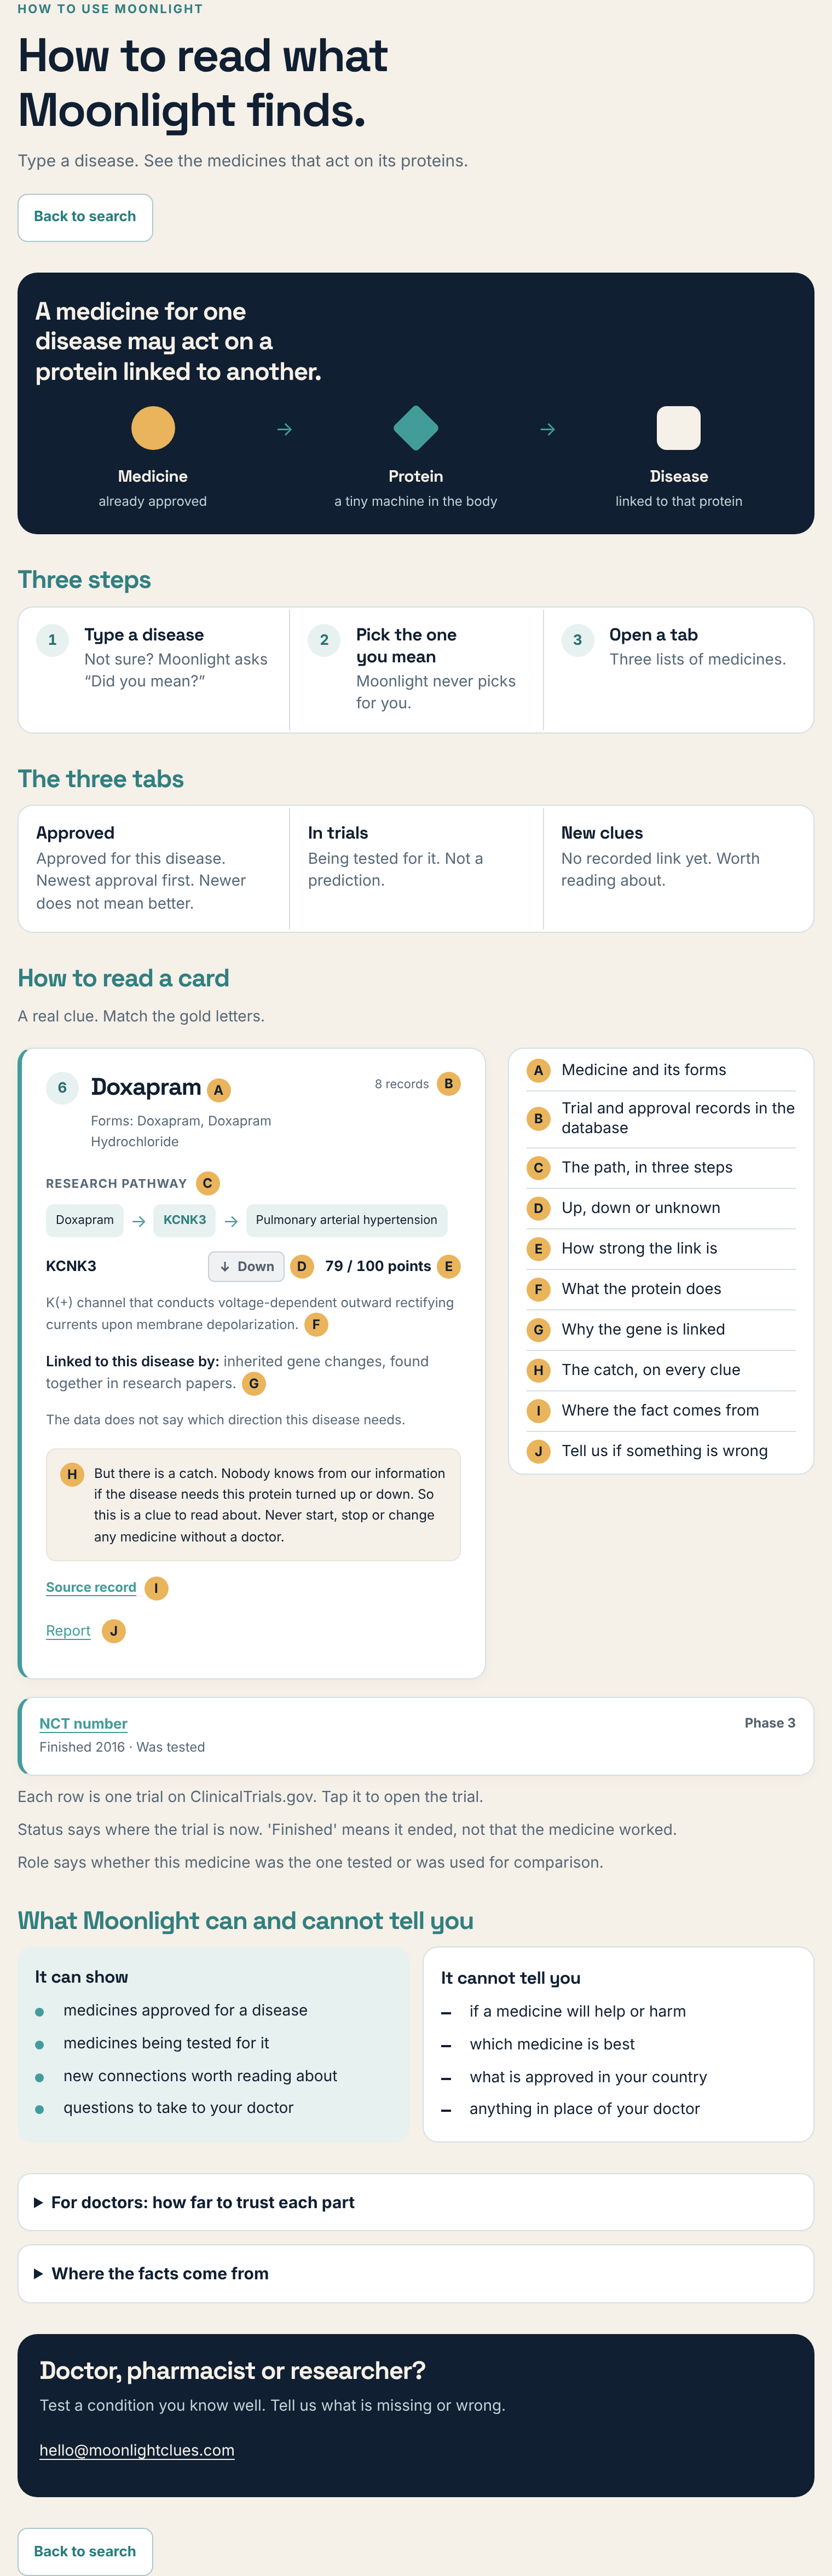 HOW TO USE MOONLIGHT
How to read what
Moonlight finds.
Type a disease. See the medicines that act on its proteins.
Back to search
A medicine for one
disease may act on a
protein linked to another.
→ →
Medicine
already approved
Protein
a tiny machine in the body
Disease
linked to that protein
Three steps
1
Type a disease
Not sure? Moonlight asks
“Did you mean?”
2
Pick the one
you mean
Moonlight never picks
for you.
3
Open a tab
Three lists of medicines.
The three tabs
Approved
Approved for this disease.
Newest approval first. Newer
does not mean better.
In trials
Being tested for it. Not a
prediction.
New clues
No recorded link yet. Worth
reading about.
How to read a card
A real clue. Match the gold letters.
6 Doxapram A 8 records B
Forms: Doxapram, Doxapram
Hydrochloride
RESEARCH PATHWAY C
Doxapram → KCNK3 → Pulmonary arterial hypertension
KCNK3 ↓ Down D 79 / 100 points E
K(+) channel that conducts voltage-dependent outward rectifying
currents upon membrane depolarization. F
Linked to this disease by: inherited gene changes, found
together in research papers. G
The data does not say which direction this disease needs.
H But there is a catch. Nobody knows from our information
if the disease needs this protein turned up or down. So
this is a clue to read about. Never start, stop or change
any medicine without a doctor.
Source record I
Report J
A Medicine and its forms
B Trial and approval records in the
database
C The path, in three steps
D Up, down or unknown
E How strong the link is
F What the protein does
G Why the gene is linked
H The catch, on every clue
I Where the fact comes from
J Tell us if something is wrong
NCT number Phase 3
Finished 2016 · Was tested
Each row is one trial on ClinicalTrials.gov. Tap it to open the trial.
Status says where the trial is now. 'Finished' means it ended, not that the medicine worked.
Role says whether this medicine was the one tested or was used for comparison.
What Moonlight can and cannot tell you
It can show
medicines approved for a disease
medicines being tested for it
new connections worth reading about
questions to take to your doctor
It cannot tell you
– if a medicine will help or harm
– which medicine is best
– what is approved in your country
– anything in place of your doctor
▶ For doctors: how far to trust each part
▶ Where the facts come from
Doctor, pharmacist or researcher?
Test a condition you know well. Tell us what is missing or wrong.
hello@moonlightclues.com
Back to search